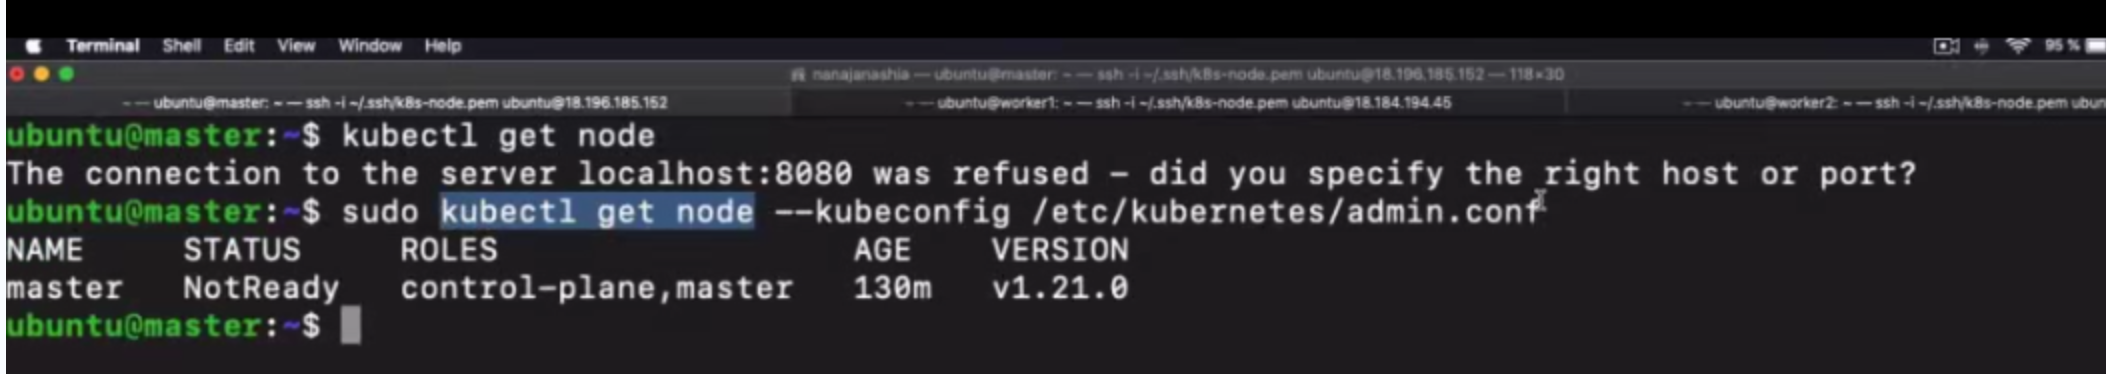 Terminal Shell Edit View Window Help 95 %
nanajanashia — ubuntu@master: ~ — ssh -i ~/.ssh/k8s-node.pem ubuntu@18.196.185.152 — 118×30
~ — ubuntu@master: ~ — ssh -i ~/.ssh/k8s-node.pem ubuntu@18.196.185.152 ~ — ubuntu@worker1: ~ — ssh -i ~/.ssh/k8s-node.pem ubuntu@18.184.194.45 ~ — ubuntu@worker2: ~ — ssh -i ~/.ssh/k8s-node.pem ubun
ubuntu@master:~$ kubectl get node
The connection to the server localhost:8080 was refused – did you specify the right host or port?
ubuntu@master:~$ sudo kubectl get node --kubeconfig /etc/kubernetes/admin.conf
NAME STATUS ROLES AGE VERSION
master NotReady control-plane,master 130m v1.21.0
ubuntu@master:~$